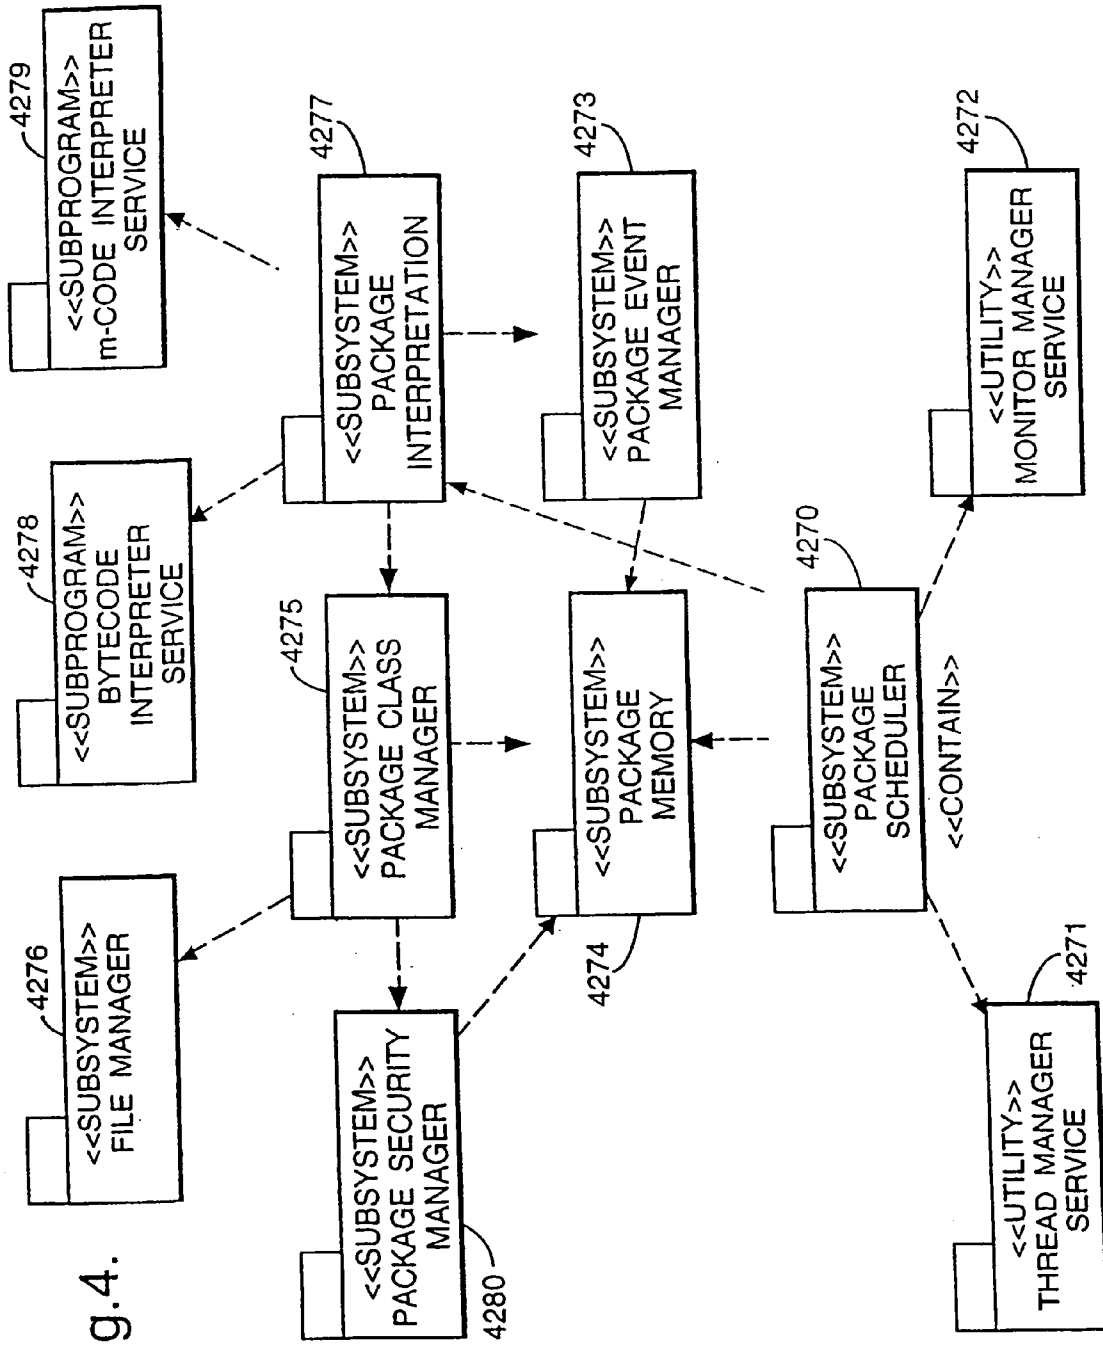 g.4.
4276
<<SUBSYSTEM>>
FILE MANAGER
4278
<<SUBPROGRAM>>
BYTECODE
INTERPRETER
SERVICE
4279
<<SUBPROGRAM>>
m-CODE INTERPRETER
SERVICE
<<SUBSYSTEM>>
PACKAGE SECURITY
MANAGER
4280
4275
<<SUBSYSTEM>>
PACKAGE CLASS
MANAGER
4277
<<SUBSYSTEM>>
PACKAGE
INTERPRETATION
4274
<<SUBSYSTEM>>
PACKAGE
MEMORY
4273
<<SUBSYSTEM>>
PACKAGE EVENT
MANAGER
4270
<<SUBSYSTEM>>
PACKAGE
SCHEDULER
<<CONTAIN>>
4271
<<UTILITY>>
THREAD MANAGER
SERVICE
4272
<<UTILITY>>
MONITOR MANAGER
SERVICE